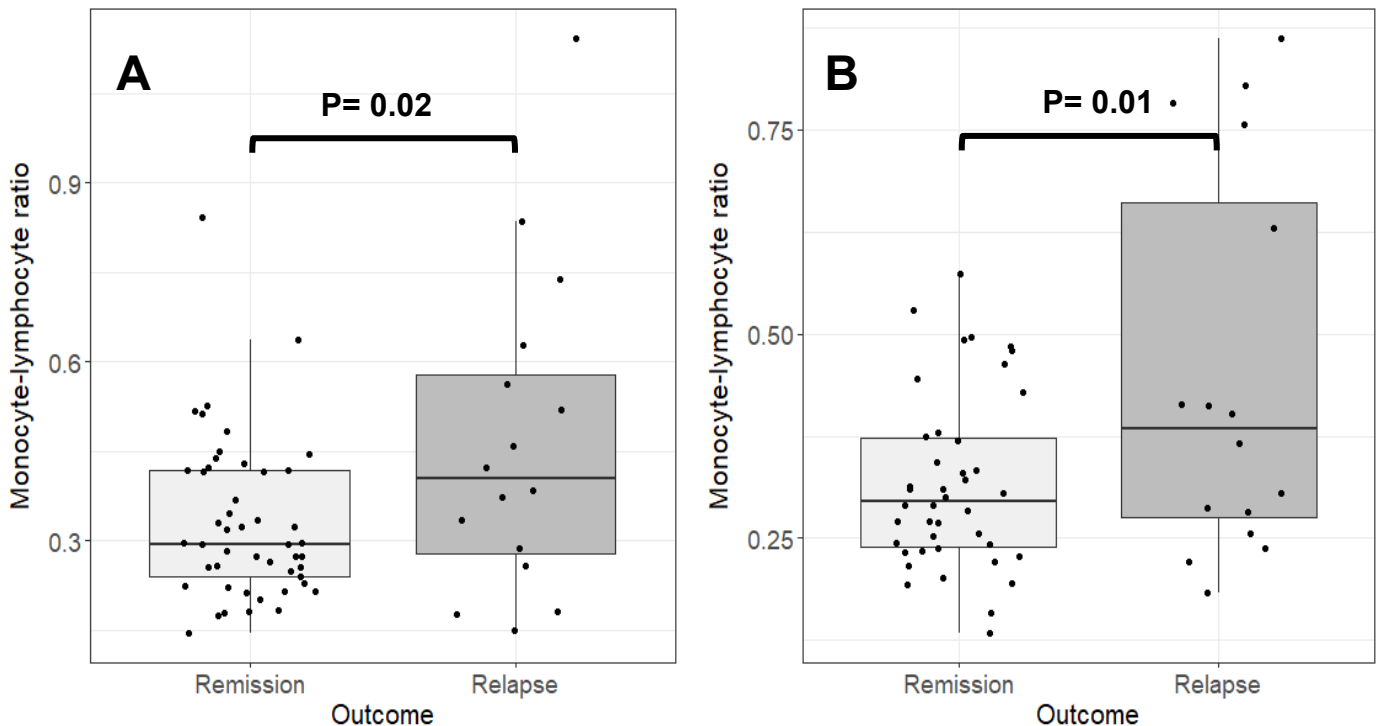 A
P= 0.02
Monocyte-lymphocyte ratio
0.9
0.6
0.3
Remission
Relapse
Outcome
B
P= 0.01
Monocyte-lymphocyte ratio
0.75
0.50
0.25
Remission
Relapse
Outcome